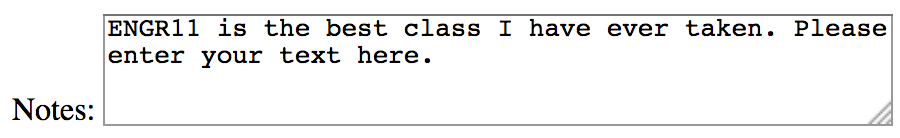 ENGR11 is the best class I have ever taken. Please
enter your text here.
Notes: